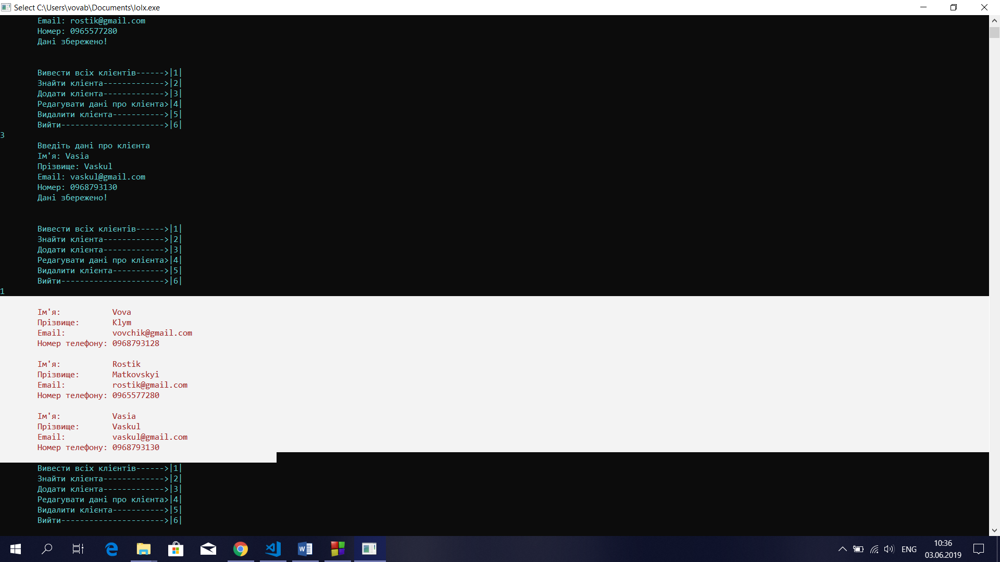 Select C:\Users\vovab\Documents\lolx.exe
Email: rostik@gmail.com
Номер: 0965577280
Дані збережено!
Вивести всіх клієнтів------>|1|
Знайти клієнта------------->|2|
Додати клієнта------------->|3|
Редагувати дані про клієнта>|4|
Видалити клієнта----------->|5|
Вийти---------------------->|6|
3
Введіть дані про клієнта
Ім'я: Vasia
Прізвище: Vaskul
Email: vaskul@gmail.com
Номер: 0968793130
Дані збережено!
Вивести всіх клієнтів------>|1|
Знайти клієнта------------->|2|
Додати клієнта------------->|3|
Редагувати дані про клієнта>|4|
Видалити клієнта----------->|5|
Вийти---------------------->|6|
1
Ім'я: Vova
Прізвище: Klym
Email: vovchik@gmail.com
Номер телефону: 0968793128
Ім'я: Rostik
Прізвище: Matkovskyi
Email: rostik@gmail.com
Номер телефону: 0965577280
Ім'я: Vasia
Прізвище: Vaskul
Email: vaskul@gmail.com
Номер телефону: 0968793130
Вивести всіх клієнтів------>|1|
Знайти клієнта------------->|2|
Додати клієнта------------->|3|
Редагувати дані про клієнта>|4|
Видалити клієнта----------->|5|
Вийти---------------------->|6|
ENG
10:36
03.06.2019